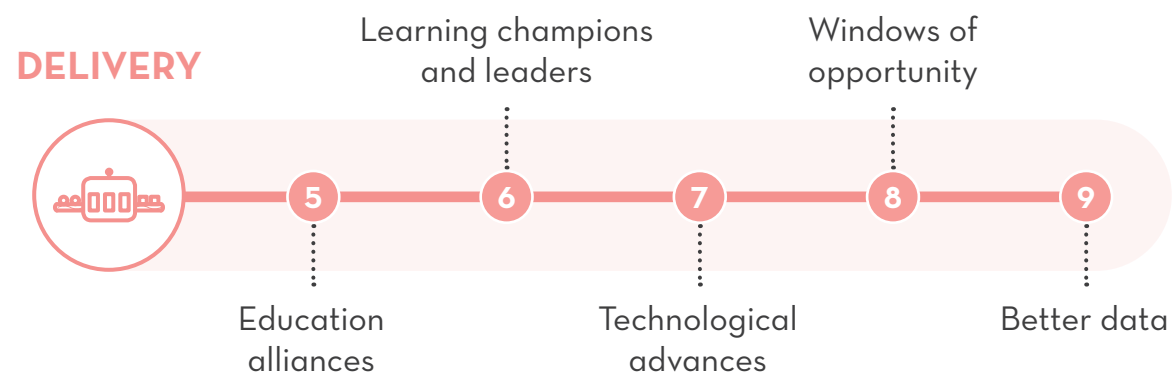 DELIVERY
Learning champions
and leaders
Windows of
opportunity
5
6
7
8
9
Education
alliances
Technological
advances
Better data